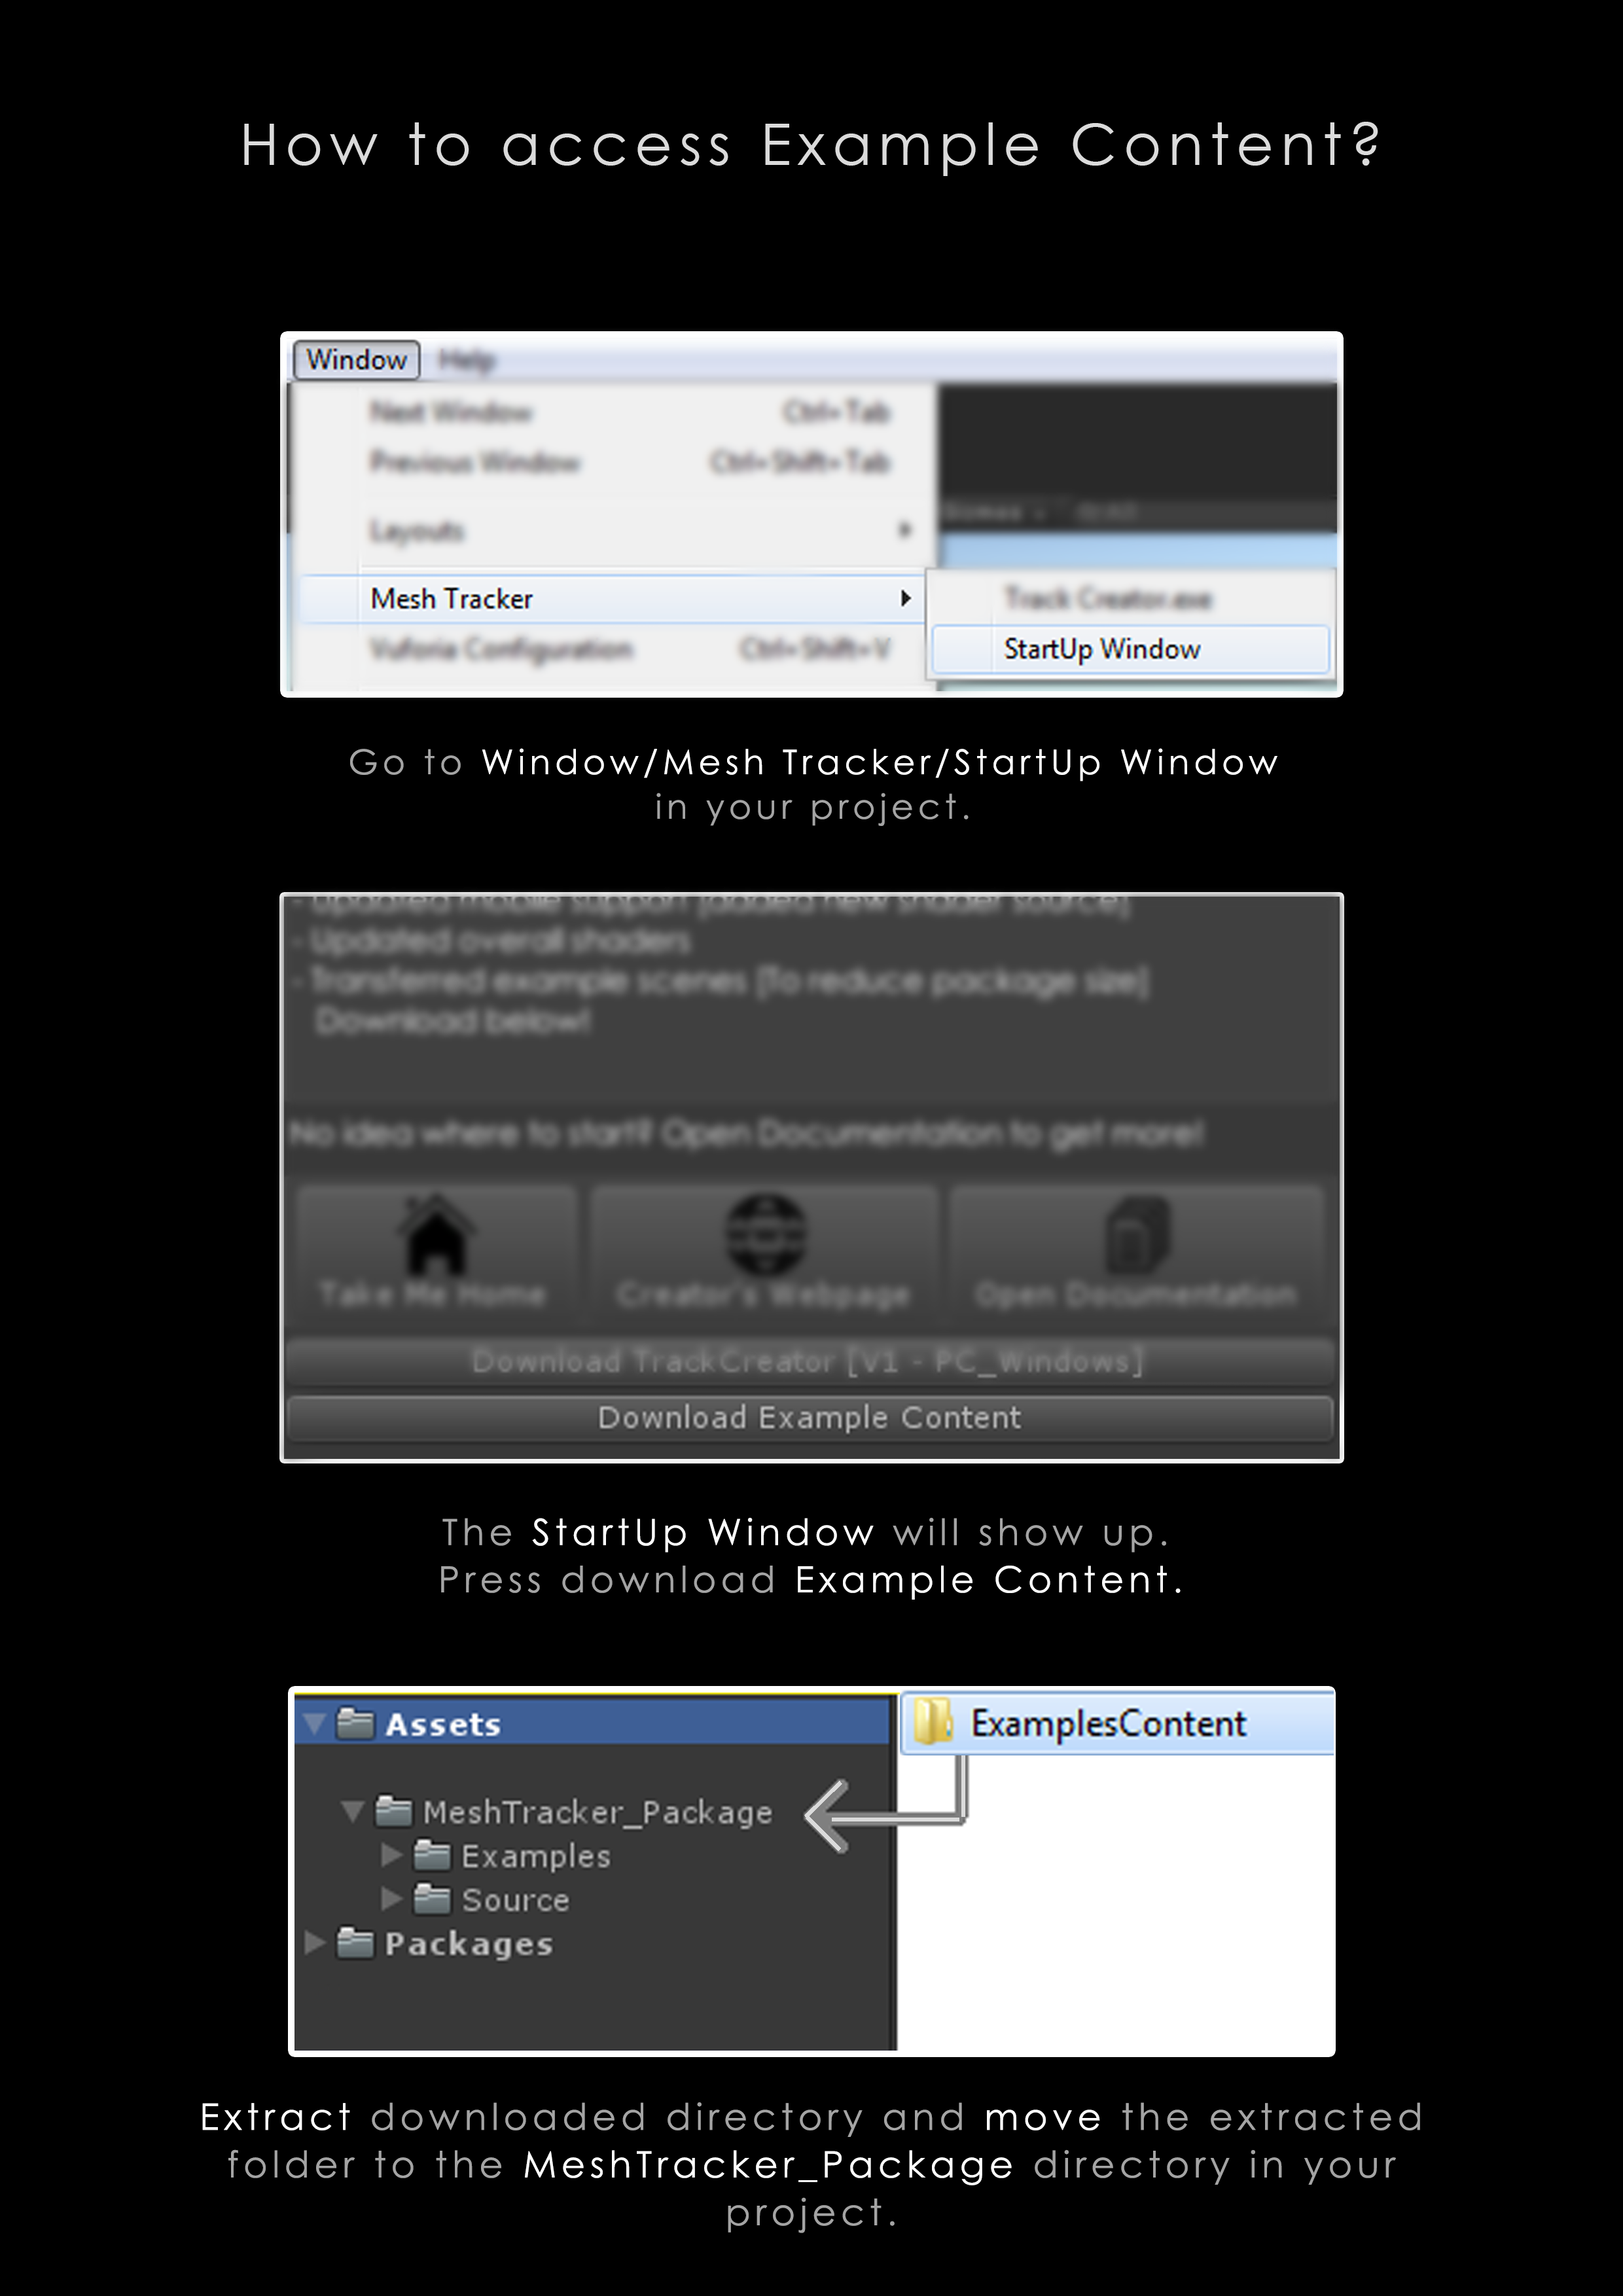 How to access Example Content?
Window Help
Next Window Ctrl+Tab
Previous Window Ctrl+Shift+Tab
Layouts
Mesh Tracker
Track Creator.exe
Vuforia Configuration Ctrl+Shift+V
StartUp Window
Go to Window/Mesh Tracker/StartUp Window
in your project.
- Updated mobile support [added new shader source]
- Updated overall shaders
- Transferred example scenes [To reduce package size]
Download below!
No idea where to start? Open Documentation to get more!
Take Me Home
Creator's Webpage
Open Documentation
Download TrackCreator [V1 - PC_Windows]
Download Example Content
The StartUp Window will show up.
Press download Example Content.
Assets
ExamplesContent
MeshTracker_Package
Examples
Source
Packages
Extract downloaded directory and move the extracted
folder to the MeshTracker_Package directory in your
project.